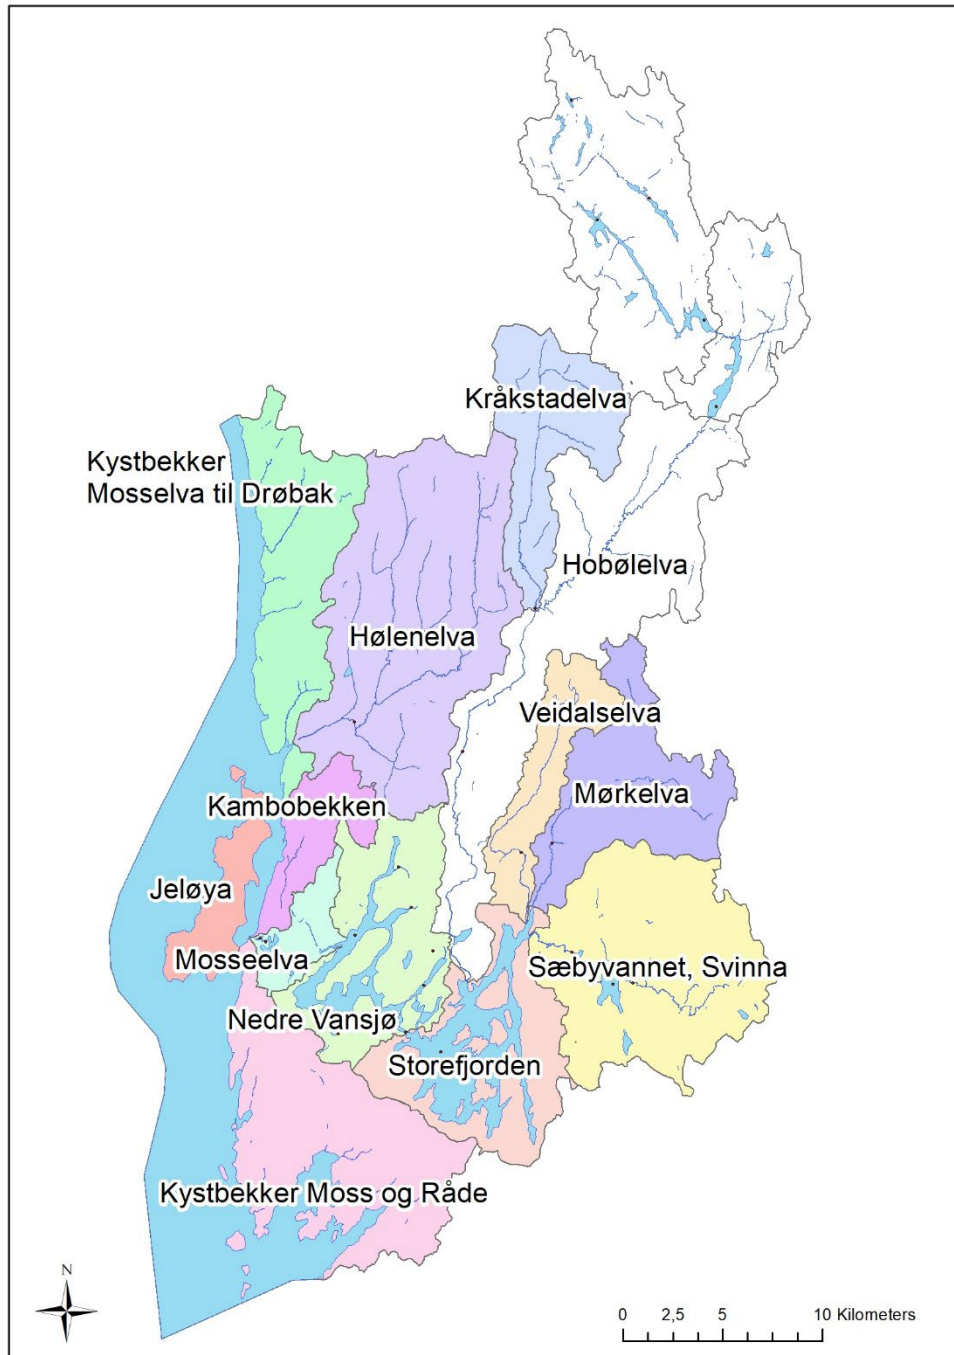 Kråkstadelva
Kystbekker
Mosselva til Drøbak
Hobølelva
Hølenelva
Veidalselva
Mørkelva
Kambobekken
Jeløya
Mosseelva
Sæbyvannet, Svinna
Nedre Vansjø
Storefjorden
Kystbekker Moss og Råde
N
0 2,5 5 10 Kilometers